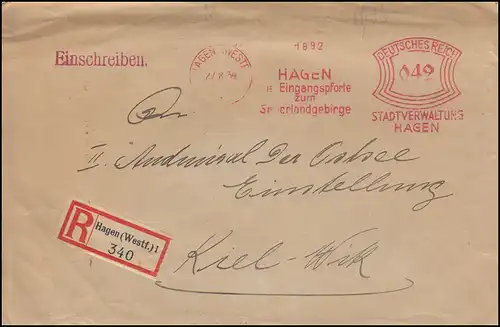 1892
Einschreiben.
HAGEN (WESTF)
DEUTSCHES REICH
042
HAGEN
Eingangspforte
zum
Sauerlandgebirge
STADTVERWALTUNG
HAGEN
An
II. Admiral der Ostsee
Einstellung
R Hagen (Westf.) 1
340
Kiel-Wik